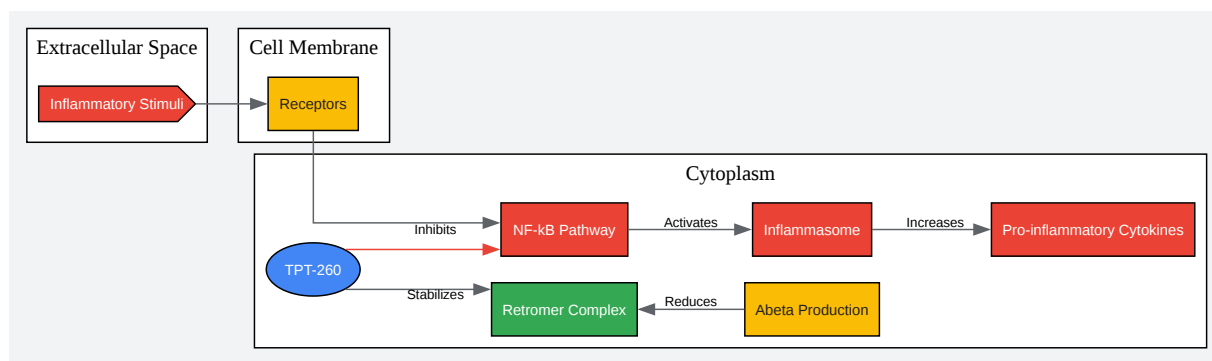 Extracellular Space
Inflammatory Stimuli
Cell Membrane
Receptors
Cytoplasm
Inhibits
NF-kB Pathway
Activates
Inflammasome
Increases
Pro-inflammatory Cytokines
TPT-260
Stabilizes
Retromer Complex
Reduces
Abeta Production